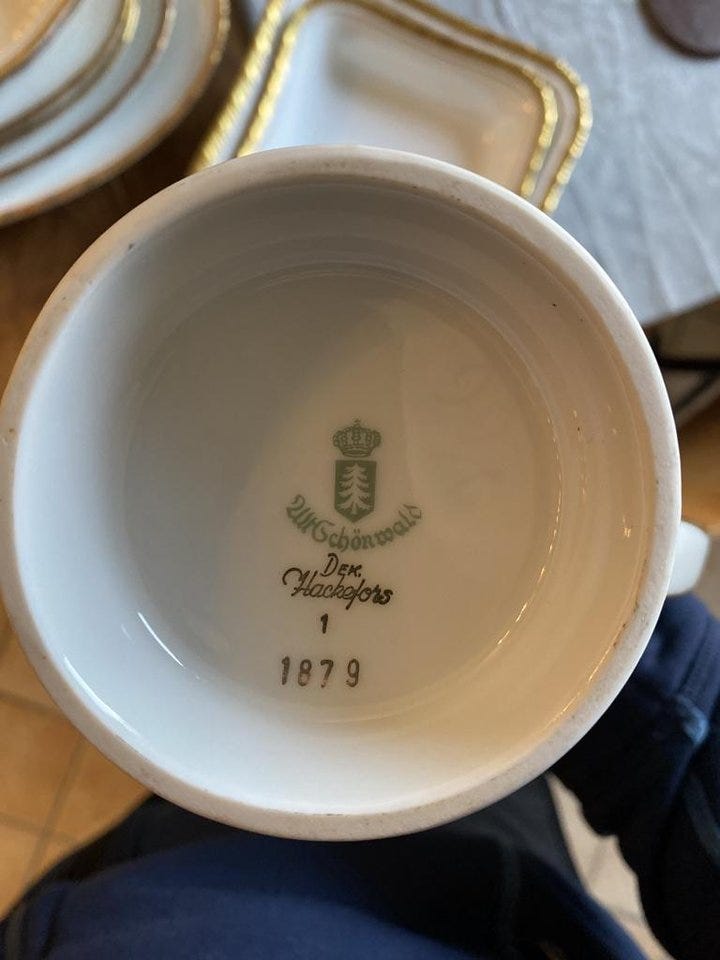 Alt Schönwald
DEK.
Hackefors
1
1879